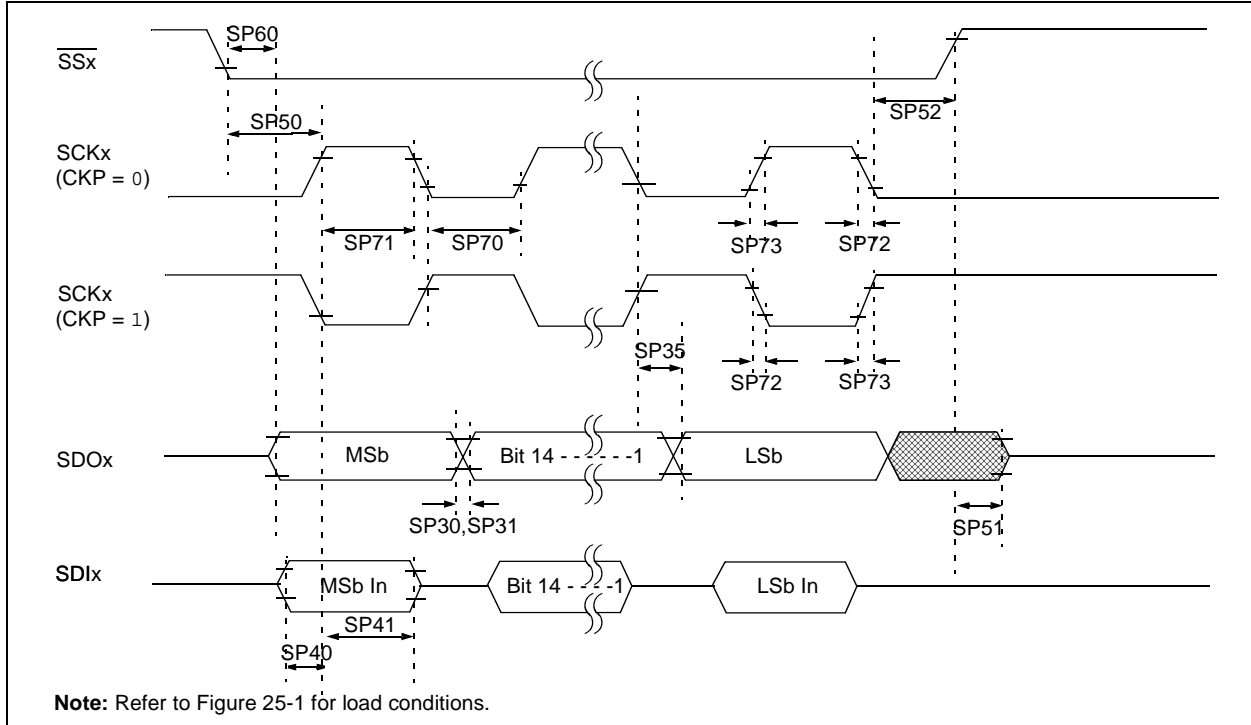 SP60
SSx
SP50
SP52
SCKx
(CKP = 0)
SP71
SP70
SP73
SP72
SCKx
(CKP = 1)
SP35
SP72
SP73
SDOx
MSb
Bit 14 - - - - - -1
LSb
SP30,SP31
SP51
SDIx
MSb In
Bit 14 - - - -1
LSb In
SP41
SP40
Note: Refer to Figure 25-1 for load conditions.